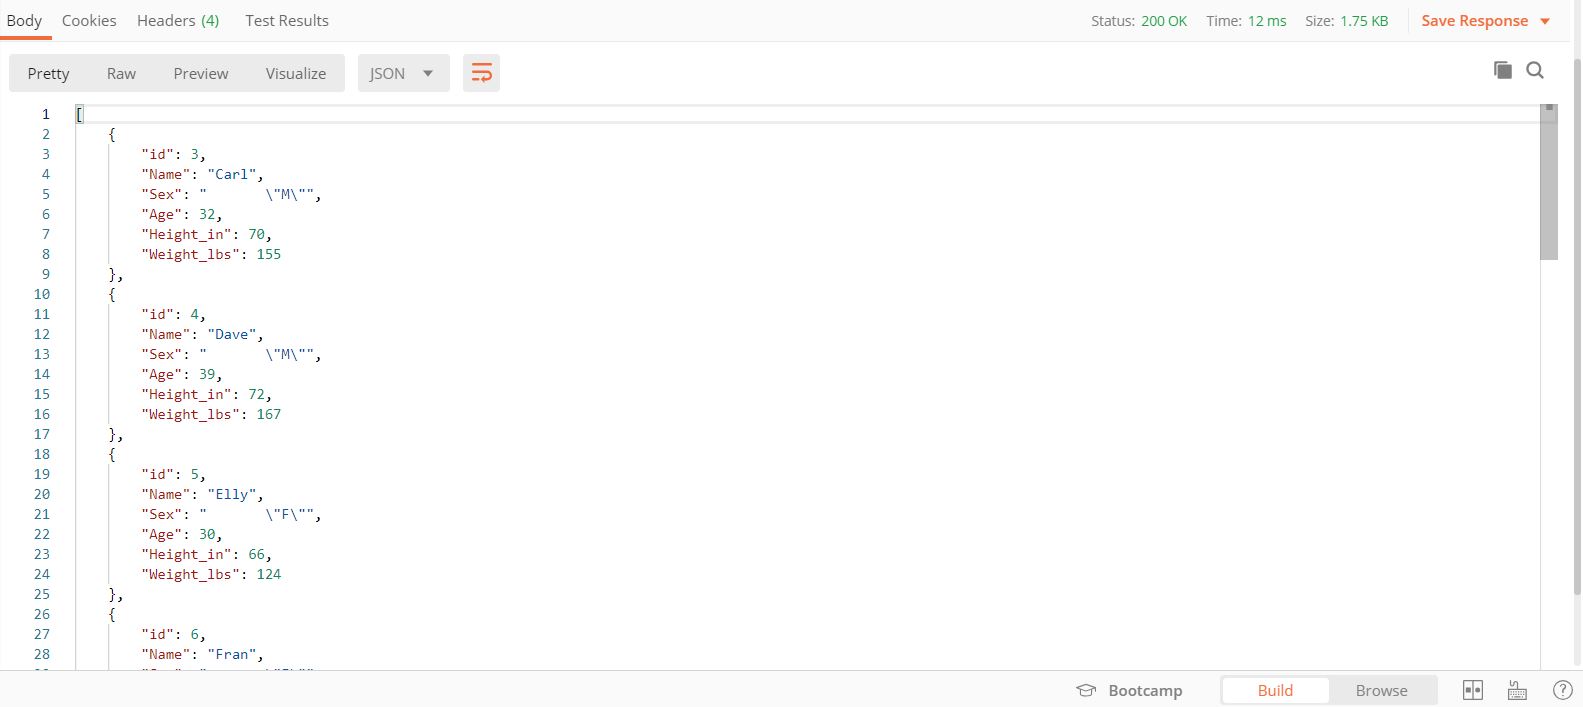 Body Cookies Headers (4) Test Results Status: 200 OK Time: 12 ms Size: 1.75 KB Save Response
Pretty Raw Preview Visualize JSON
1 [
2 {
3 "id": 3,
4 "Name": "Carl",
5 "Sex": "       \"M\"",
6 "Age": 32,
7 "Height_in": 70,
8 "Weight_lbs": 155
9 },
10 {
11 "id": 4,
12 "Name": "Dave",
13 "Sex": "       \"M\"",
14 "Age": 39,
15 "Height_in": 72,
16 "Weight_lbs": 167
17 },
18 {
19 "id": 5,
20 "Name": "Elly",
21 "Sex": "       \"F\"",
22 "Age": 30,
23 "Height_in": 66,
24 "Weight_lbs": 124
25 },
26 {
27 "id": 6,
28 "Name": "Fran",
Bootcamp Build Browse